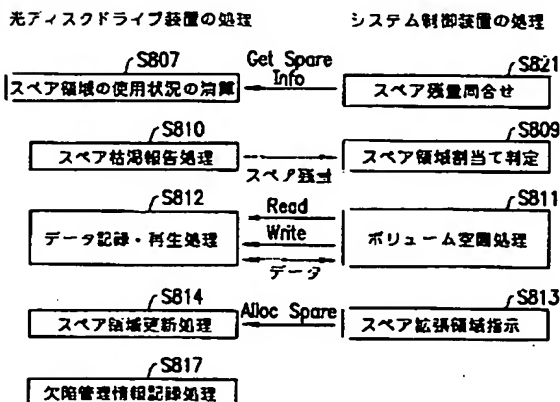 光ディスクドライブ装置の処理
システム制御装置の処理
S807
Get Spare
Info
S821
スペア領域の使用状況の演算
スペア残量問合せ
S810
S809
スペア枯渇報告処理
スペア領域割当て判定
スペア残量
S812
Read
S811
データ記録・再生処理
Write
ボリューム空間処理
データ
S814
S813
スペア領域更新処理
Alloc Spare
スペア拡張領域指示
S817
欠陥管理情報記録処理